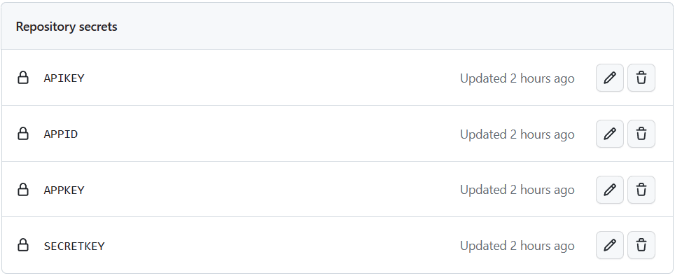 Repository secrets
APIKEY Updated 2 hours ago
APPID Updated 2 hours ago
APPKEY Updated 2 hours ago
SECRETKEY Updated 2 hours ago